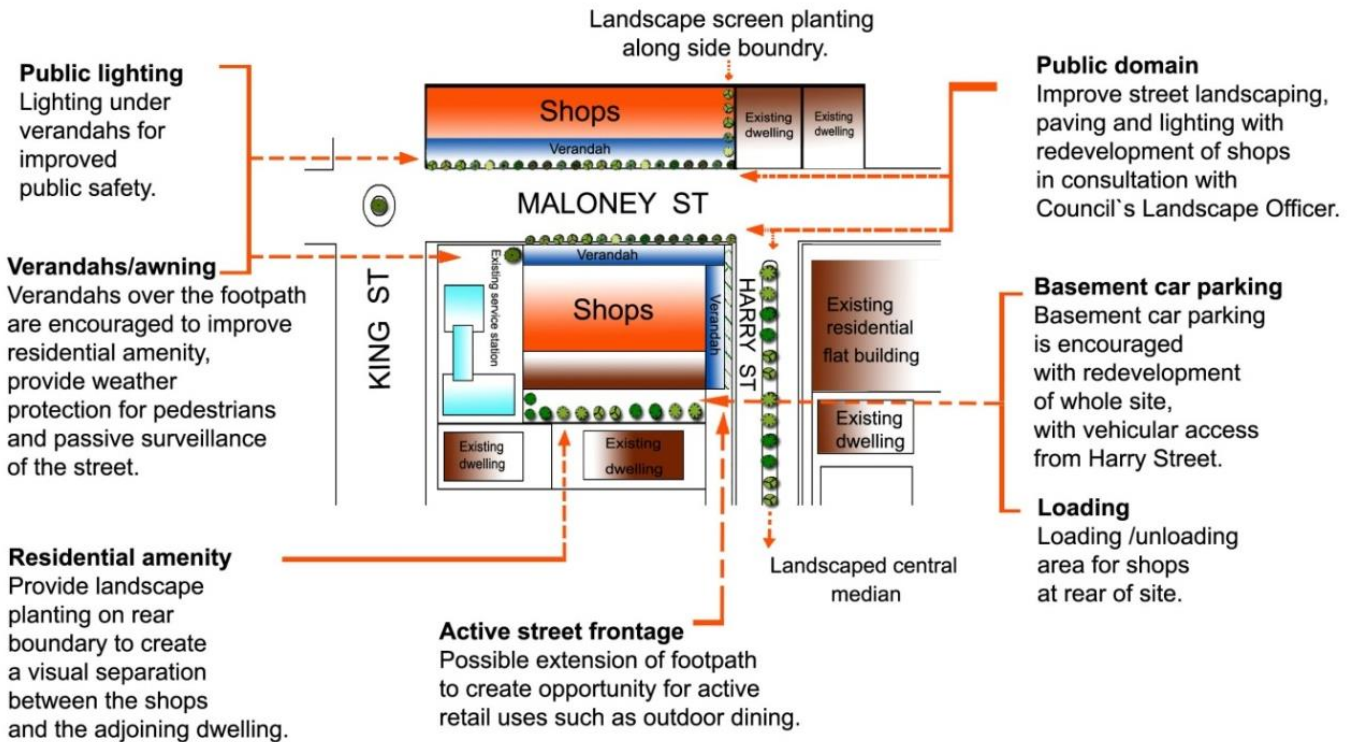 Landscape screen planting
along side boundry.
Public lighting
Lighting under
verandahs for
improved
public safety.
Verandahs/awning
Verandahs over the footpath
are encouraged to improve
residential amenity,
provide weather
protection for pedestrians
and passive surveillance
of the street.
Residential amenity
Provide landscape
planting on rear
boundary to create
a visual separation
between the shops
and the adjoining dwelling.
Shops
Verandah
Existing
dwelling
Existing
dwelling
MALONEY ST
KING ST
Existing service station
Verandah
Shops
Verandah
HARRY ST
Existing
residential
flat building
Existing
dwelling
Existing
dwelling
Existing
dwelling
Landscaped central
median
Active street frontage
Possible extension of footpath
to create opportunity for active
retail uses such as outdoor dining.
Public domain
Improve street landscaping,
paving and lighting with
redevelopment of shops
in consultation with
Council`s Landscape Officer.
Basement car parking
Basement car parking
is encouraged
with redevelopment
of whole site,
with vehicular access
from Harry Street.
Loading
Loading /unloading
area for shops
at rear of site.